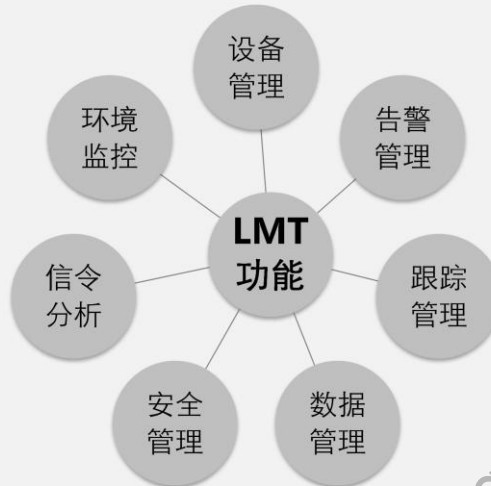 设备
管理
环境
监控
告警
管理
LMT
功能
信令
分析
跟踪
管理
安全
管理
数据
管理